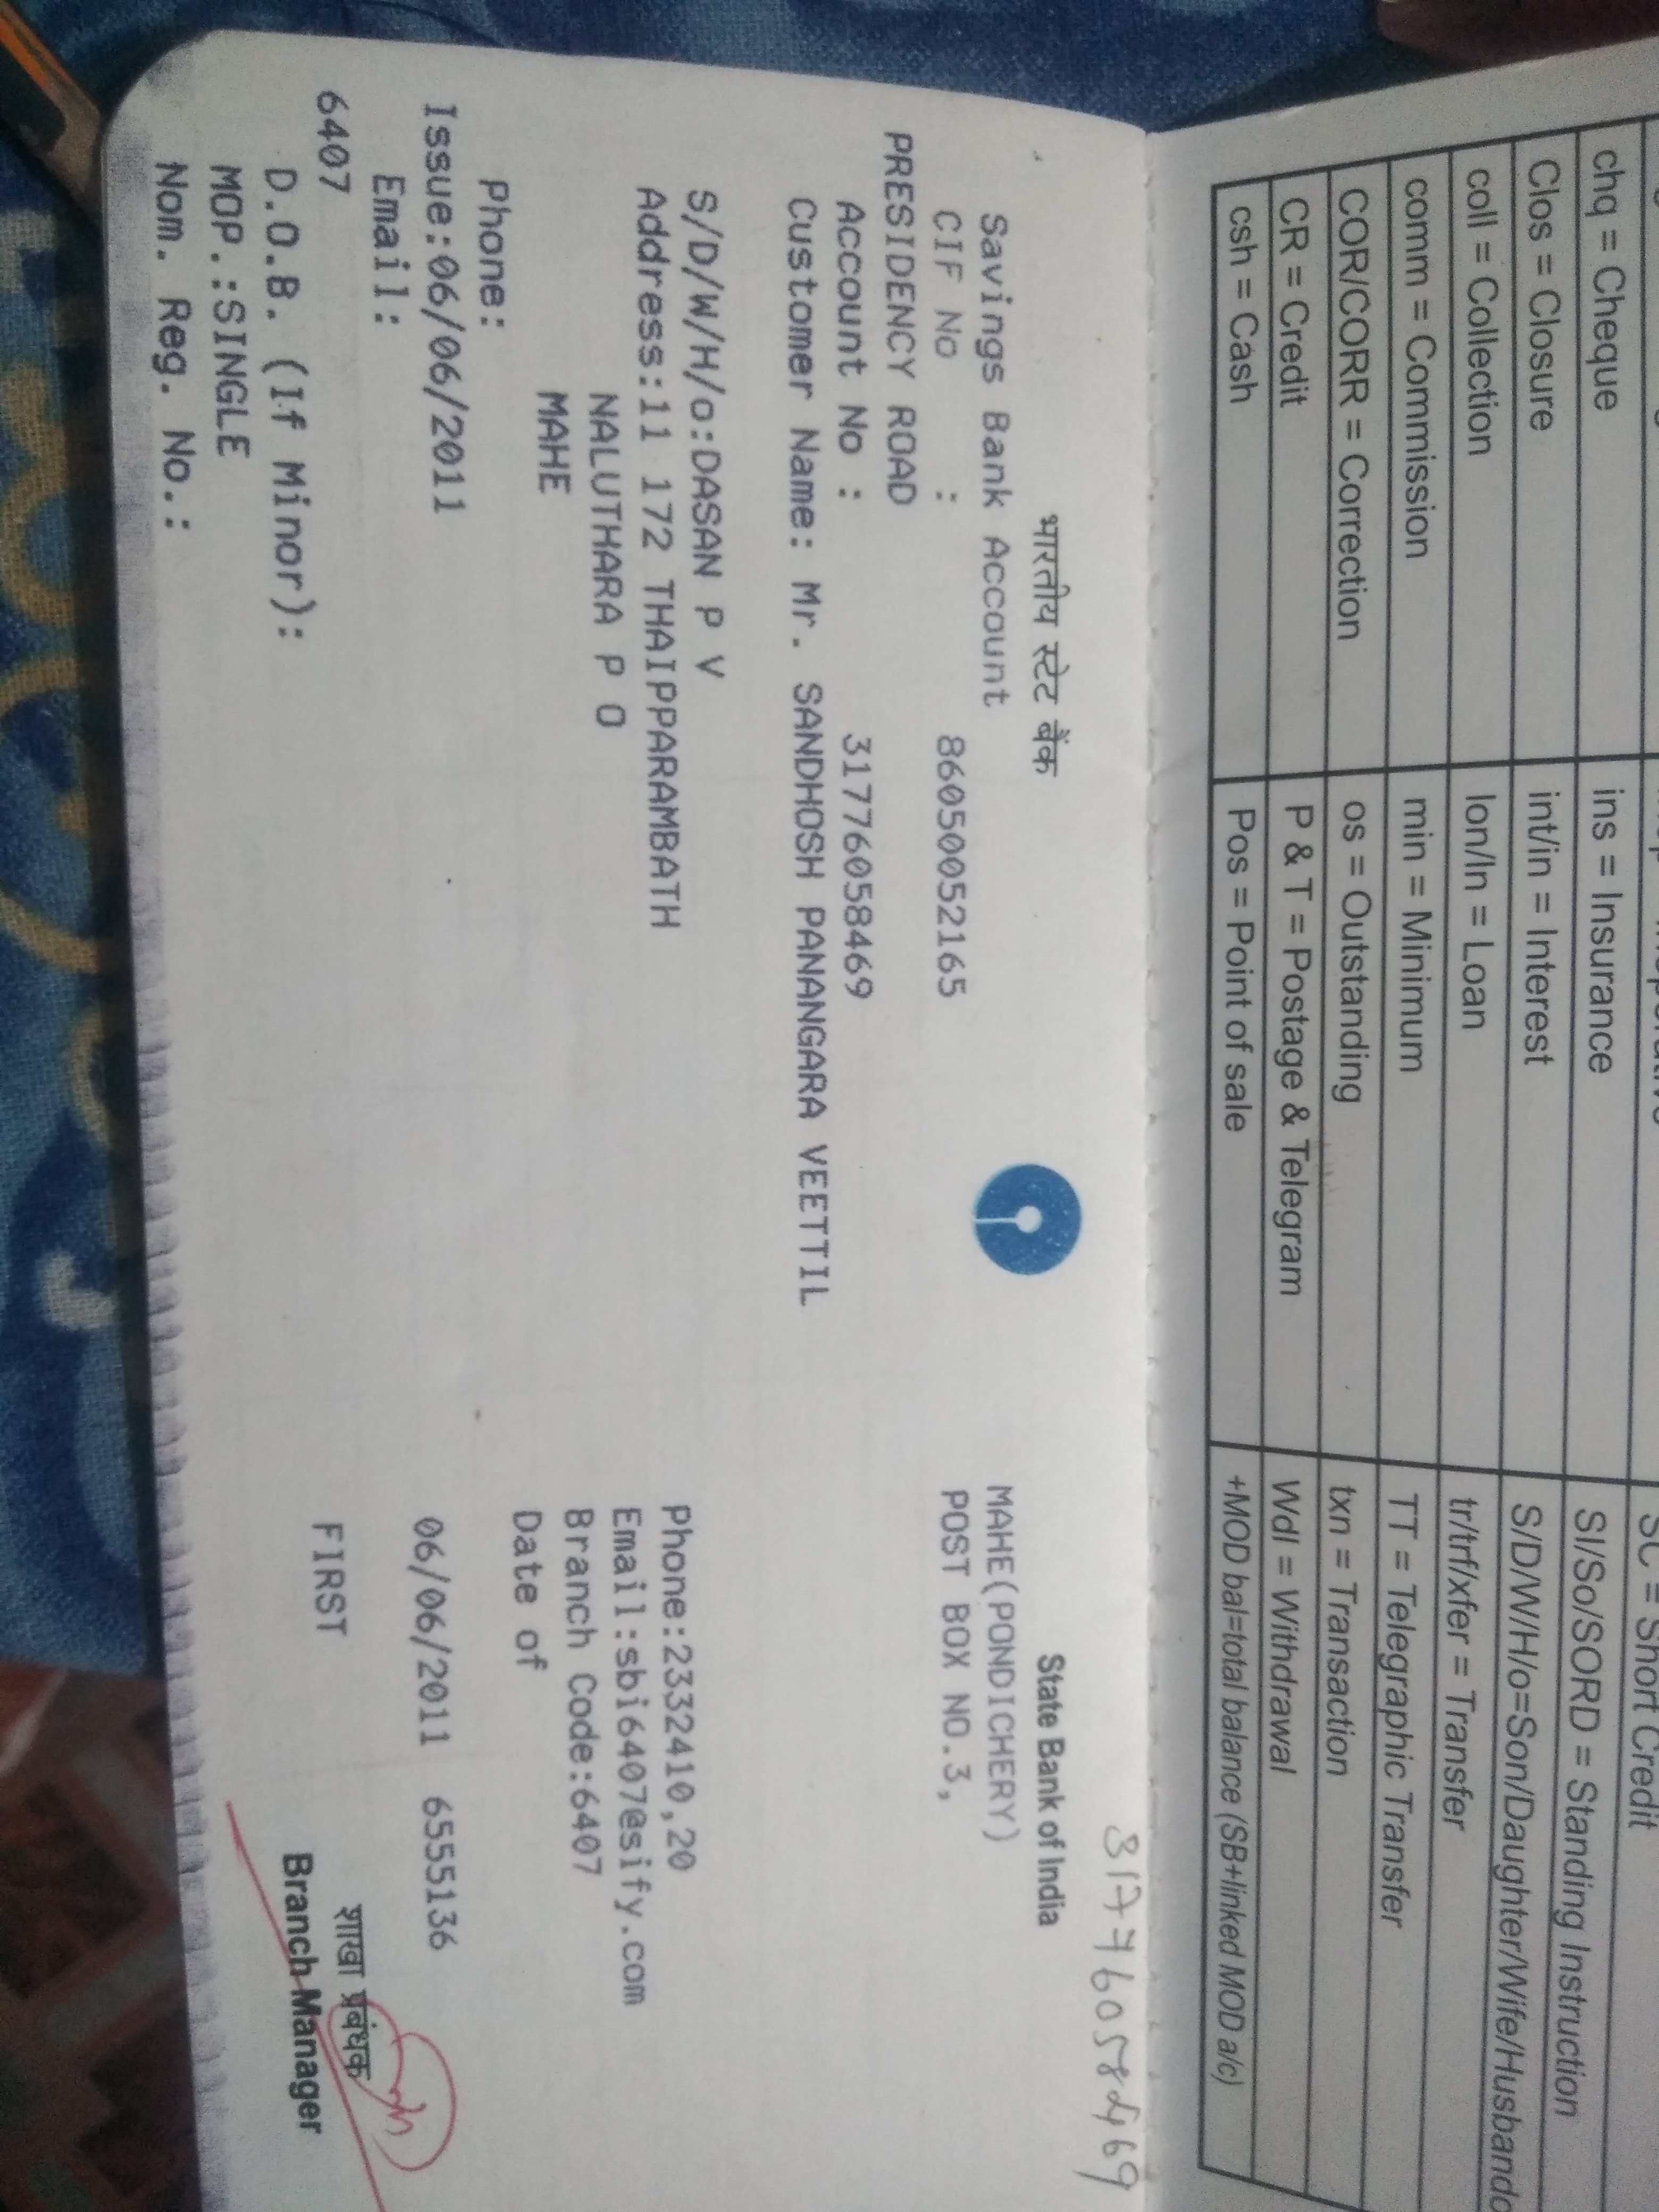 chq = Cheque
ins = Insurance
SI/So/SORD = Standing Instruction
Clos = Closure
int/in = Interest
S/D/W/H/o=Son/Daughter/Wife/Husband
coll = Collection
lon/ln = Loan
tr/trf/xfer = Transfer
comm = Commission
min = Minimum
TT = Telegraphic Transfer
COR/CORR = Correction
os = Outstanding
txn = Transaction
CR = Credit
P & T = Postage & Telegram
Wdl = Withdrawal
csh = Cash
Pos = Point of sale
+MOD bal=total balance (SB+linked MOD a/c)
31776058469
भारतीय स्टेट बैंक
State Bank of India
Savings Bank Account
MAHE(PONDICHERY)
CIF No : 86050052165
POST BOX NO.3,
PRESIDENCY ROAD
Account No : 31776058469
Customer Name: Mr. SANDHOSH PANANGARA VEETTIL
S/D/W/H/o:DASAN P V
Phone:2332410,20
Address:11 172 THAIPPARAMBATH
Email:sbi6407@sify.com
NALUTHARA P O
Branch Code:6407
MAHE
Date of
Phone:
Issue:06/06/2011
06/06/2011 6555136
Email:
6407
FIRST
D.O.B. (If Minor):
MOP.:SINGLE
Nom. Reg. No.:
शाखा प्रबंधक
Branch Manager